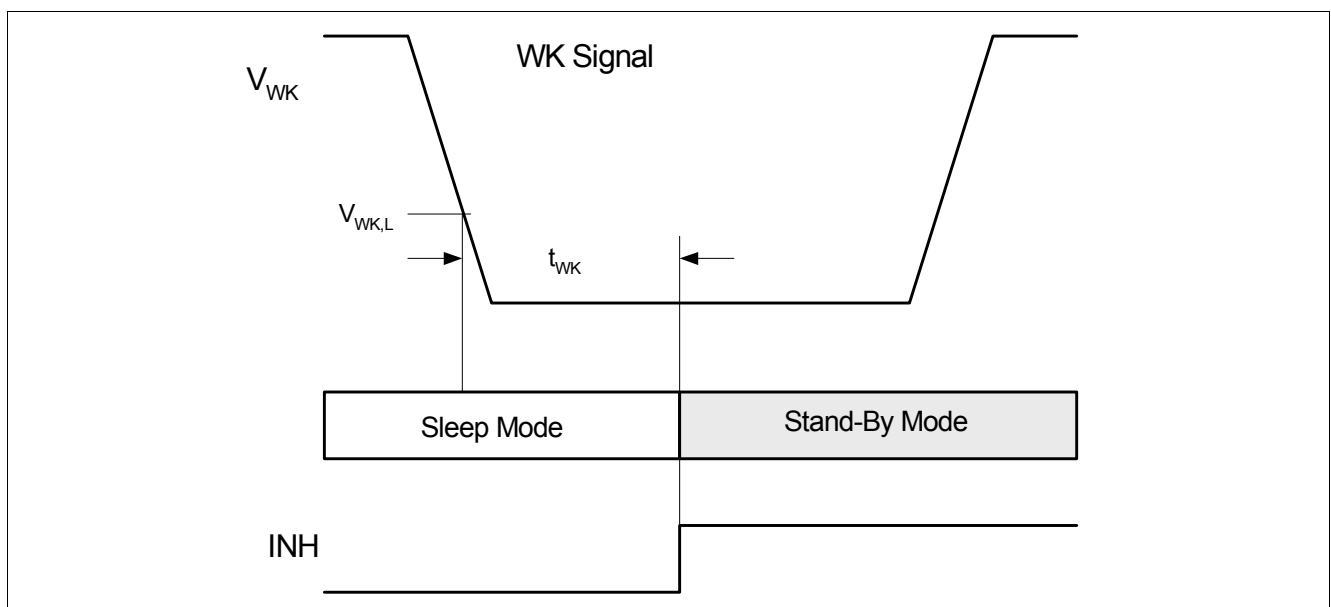 WK Signal
V_WK
V_WK,L
t_WK
Sleep Mode
Stand-By Mode
INH